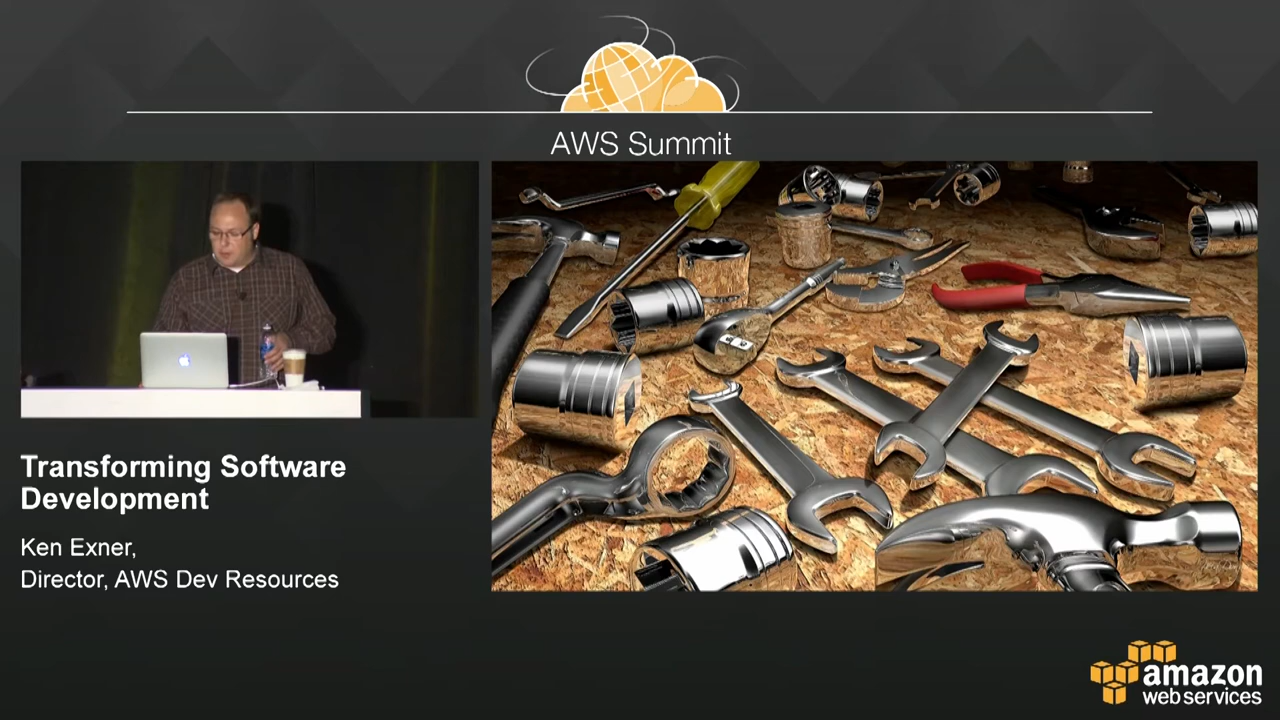 AWS Summit
Transforming Software
Development
Ken Exner,
Director, AWS Dev Resources
amazon
web services